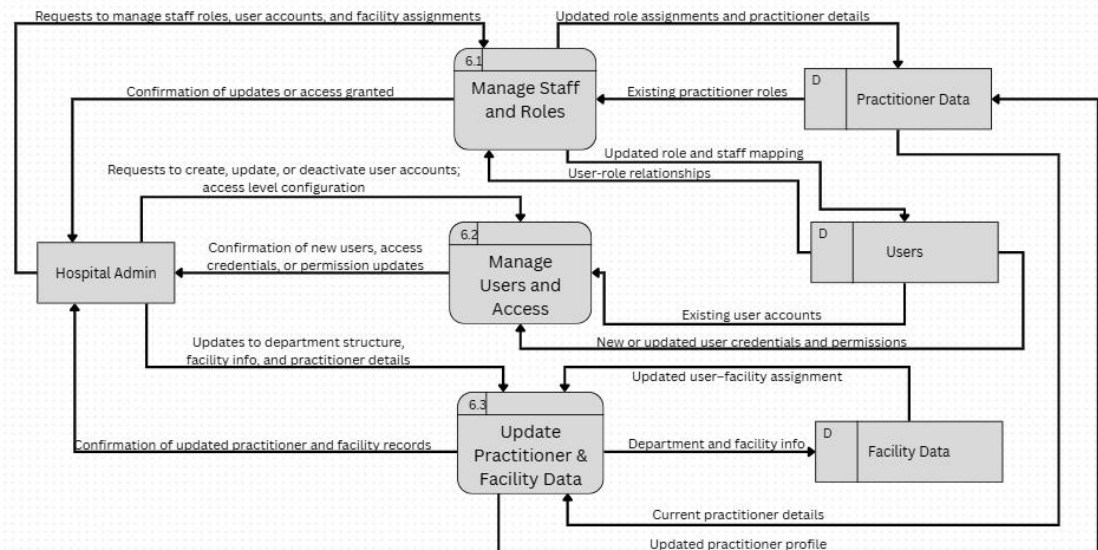 Requests to manage staff roles, user accounts, and facility assignments
Updated role assignments and practitioner details
6.1
Manage Staff
and Roles
D
Practitioner Data
Confirmation of updates or access granted
Existing practitioner roles
Updated role and staff mapping
User-role relationships
Requests to create, update, or deactivate user accounts;
access level configuration
6.2
Manage
Users and
Access
D
Users
Hospital Admin
Confirmation of new users, access
credentials, or permission updates
Existing user accounts
New or updated user credentials and permissions
Updates to department structure,
facility info, and practitioner details
Updated user–facility assignment
6.3
Update
Practitioner &
Facility Data
D
Facility Data
Confirmation of updated practitioner and facility records
Department and facility info
Current practitioner details
Updated practitioner profile